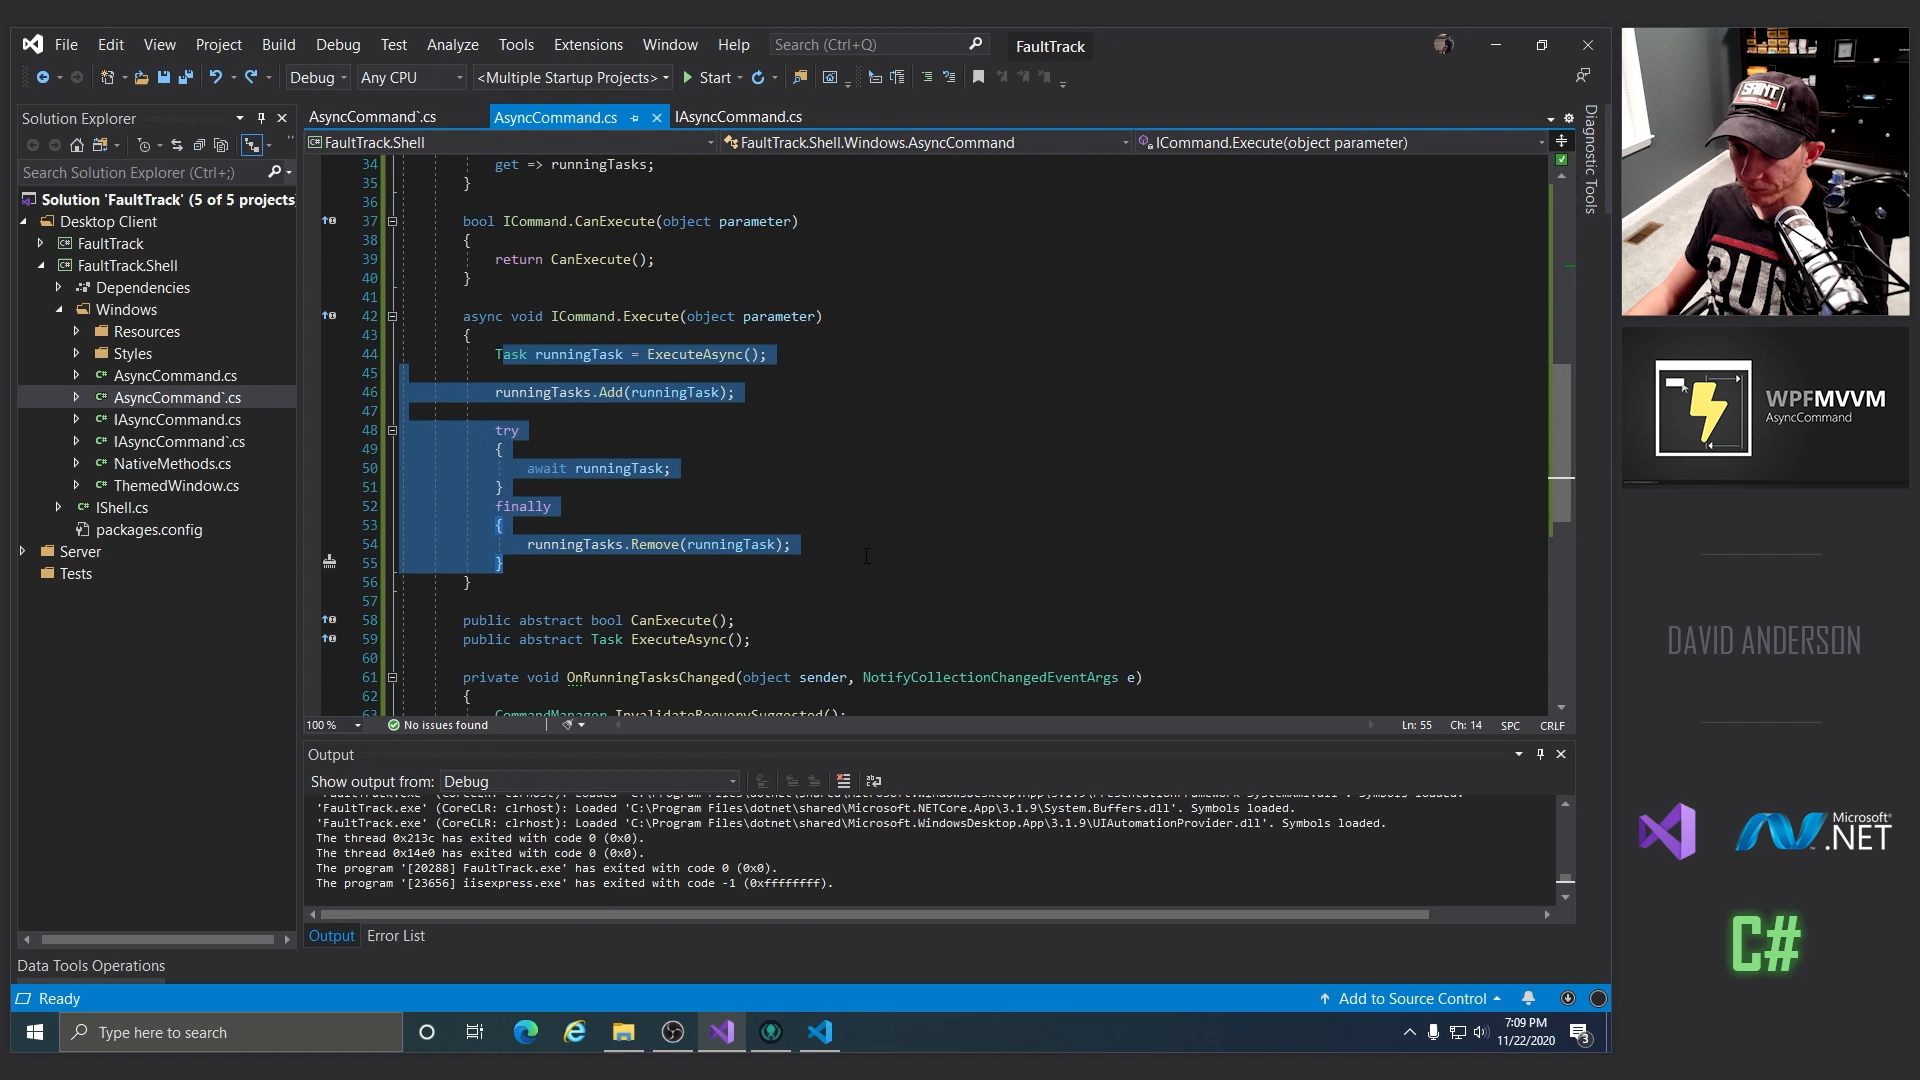 File Edit View Project Build Debug Test Analyze Tools Extensions Window Help Search (Ctrl+Q) FaultTrack
Debug Any CPU <Multiple Startup Projects> Start
Solution Explorer
Search Solution Explorer (Ctrl+;)
Solution 'FaultTrack' (5 of 5 projects)
Desktop Client
FaultTrack
FaultTrack.Shell
Dependencies
Windows
Resources
Styles
AsyncCommand.cs
AsyncCommand`.cs
IAsyncCommand.cs
IAsyncCommand`.cs
NativeMethods.cs
ThemedWindow.cs
IShell.cs
packages.config
Server
Tests
Data Tools Operations
AsyncCommand`.cs AsyncCommand.cs IAsyncCommand.cs
FaultTrack.Shell FaultTrack.Shell.Windows.AsyncCommand ICommand.Execute(object parameter)
34 get => runningTasks;
35 }
36
37 bool ICommand.CanExecute(object parameter)
38 {
39 return CanExecute();
40 }
41
42 async void ICommand.Execute(object parameter)
43 {
44 Task runningTask = ExecuteAsync();
45
46 runningTasks.Add(runningTask);
47
48 try
49 {
50 await runningTask;
51 }
52 finally
53 {
54 runningTasks.Remove(runningTask);
55 }
56 }
57
58 public abstract bool CanExecute();
59 public abstract Task ExecuteAsync();
60
61 private void OnRunningTasksChanged(object sender, NotifyCollectionChangedEventArgs e)
62 {
63 CommandManager.InvalidateRequerySuggested();
100 % No issues found Ln: 55 Ch: 14 SPC CRLF
Output
Show output from: Debug
'FaultTrack.exe' (CoreCLR: clrhost): Loaded 'C:\Program Files\dotnet\shared\Microsoft.NETCore.App\3.1.9\System.Buffers.dll'. Symbols loaded.
'FaultTrack.exe' (CoreCLR: clrhost): Loaded 'C:\Program Files\dotnet\shared\Microsoft.WindowsDesktop.App\3.1.9\UIAutomationProvider.dll'. Symbols loaded.
The thread 0x213c has exited with code 0 (0x0).
The thread 0x14e0 has exited with code 0 (0x0).
The program '[20288] FaultTrack.exe' has exited with code 0 (0x0).
The program '[23656] iisexpress.exe' has exited with code -1 (0xffffffff).
Output Error List
Diagnostic Tools
Ready Add to Source Control
Type here to search
7:09 PM
11/22/2020
3
SAINT
RUN
WPFMVVM
AsyncCommand
DAVID ANDERSON
Microsoft
.NET
C#